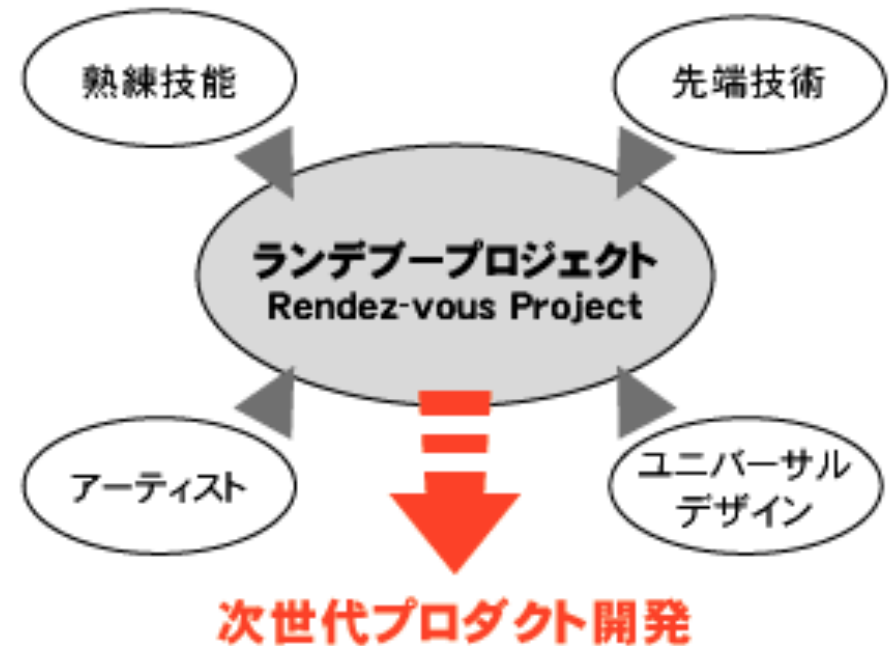 熟練技能
先端技術
ランデブープロジェクト
Rendez-vous Project
アーティスト
ユニバーサル
デザイン
次世代プロダクト開発